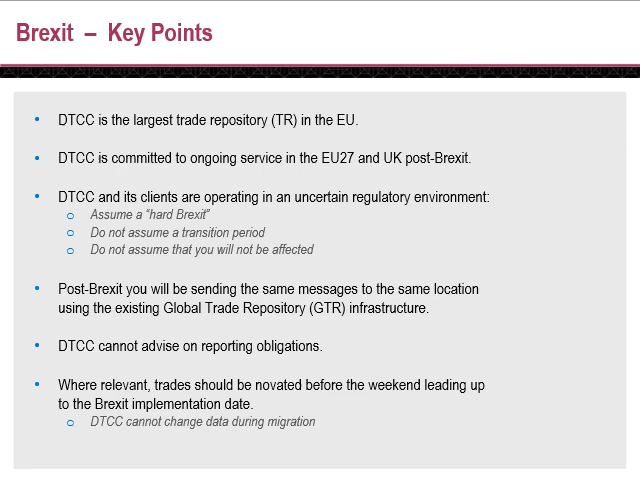 Brexit – Key Points
• DTCC is the largest trade repository (TR) in the EU.
• DTCC is committed to ongoing service in the EU27 and UK post-Brexit.
• DTCC and its clients are operating in an uncertain regulatory environment:
o Assume a “hard Brexit”
o Do not assume a transition period
o Do not assume that you will not be affected
• Post-Brexit you will be sending the same messages to the same location
using the existing Global Trade Repository (GTR) infrastructure.
• DTCC cannot advise on reporting obligations.
• Where relevant, trades should be novated before the weekend leading up
to the Brexit implementation date.
o DTCC cannot change data during migration